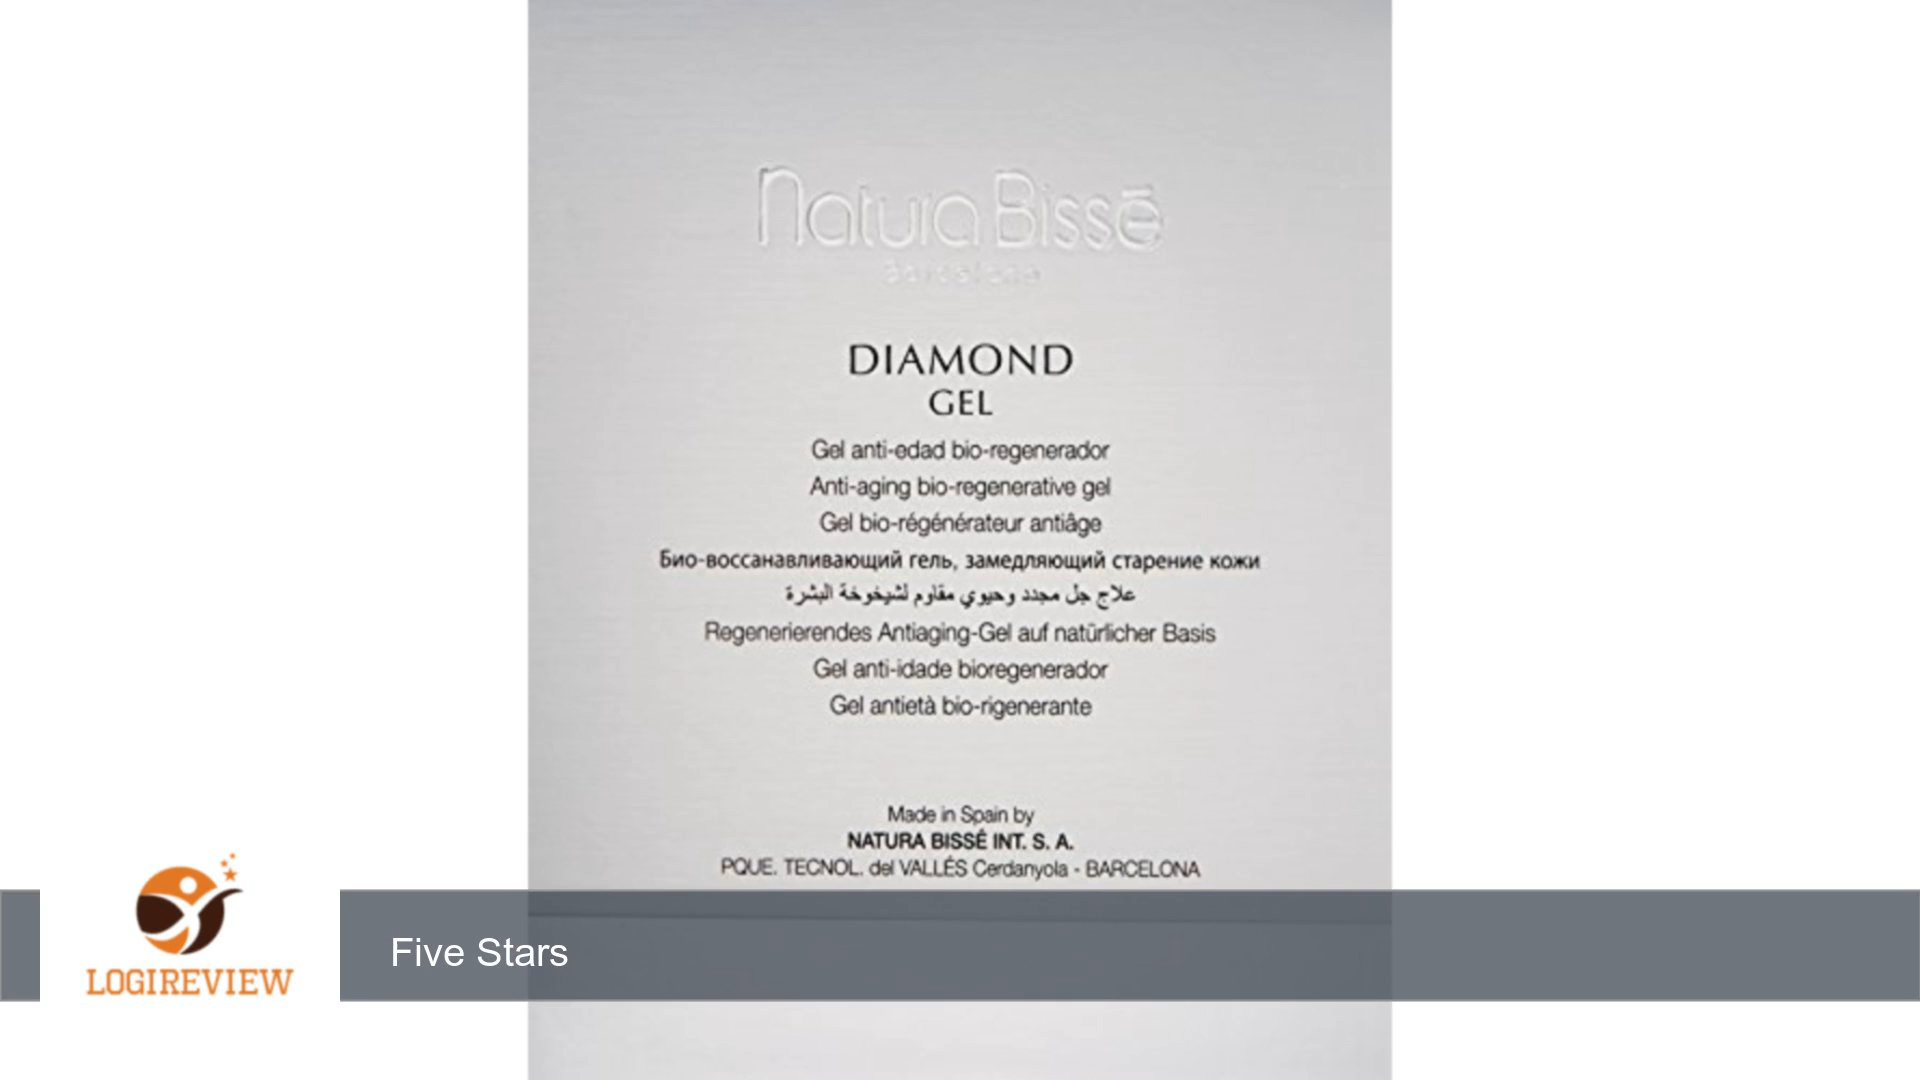 Natura Bissé
Barcelona
DIAMOND
GEL
Gel anti-edad bio-regenerador
Anti-aging bio-regenerative gel
Gel bio-régénérateur antiâge
Био-воссанавливающий гель, замедляющий старение кожи
علاج جل مجدد وحيوي مقاوم لشيخوخة البشرة
Regenerierendes Antiaging-Gel auf natürlicher Basis
Gel anti-idade bioregenerador
Gel antietà bio-rigenerante
Made in Spain by
NATURA BISSÉ INT. S. A.
PQUE. TECNOL. del VALLÉS Cerdanyola - BARCELONA
Five Stars
LOGIREVIEW